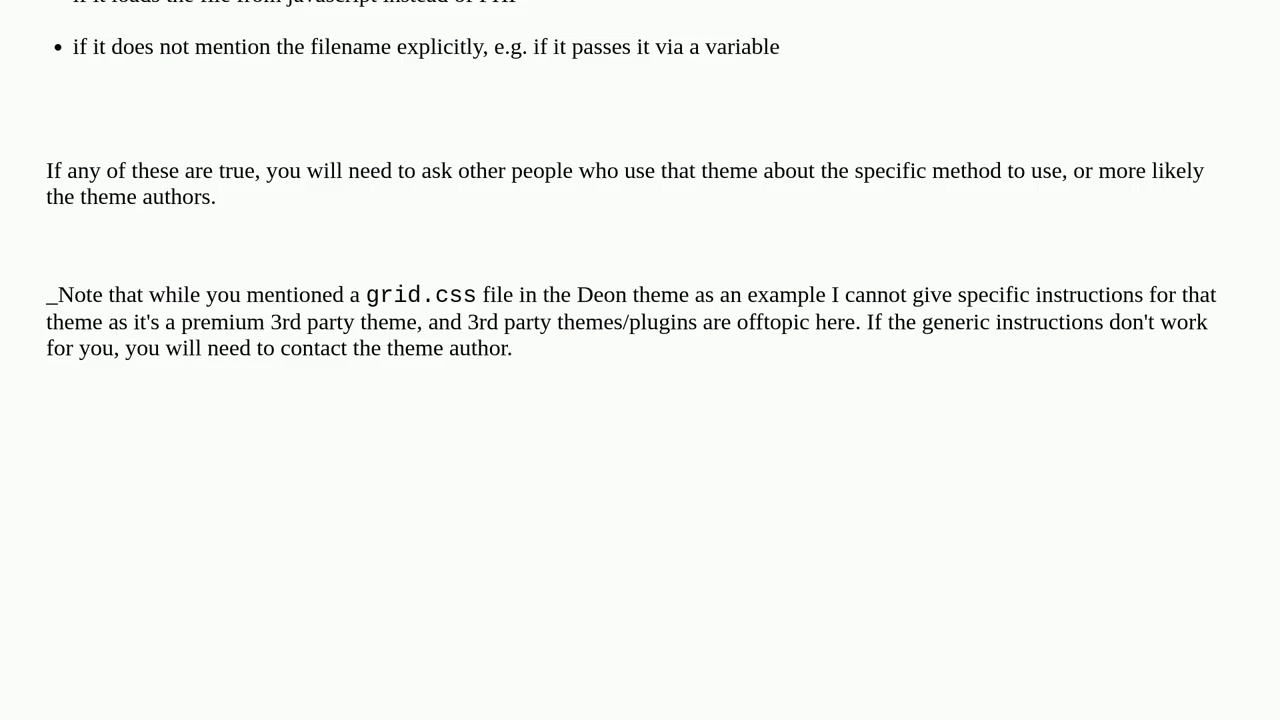 if it does not mention the filename explicitly, e.g. if it passes it via a variable
If any of these are true, you will need to ask other people who use that theme about the specific method to use, or more likely
the theme authors.
_Note that while you mentioned a grid.css file in the Deon theme as an example I cannot give specific instructions for that
theme as it's a premium 3rd party theme, and 3rd party themes/plugins are offtopic here. If the generic instructions don't work
for you, you will need to contact the theme author.